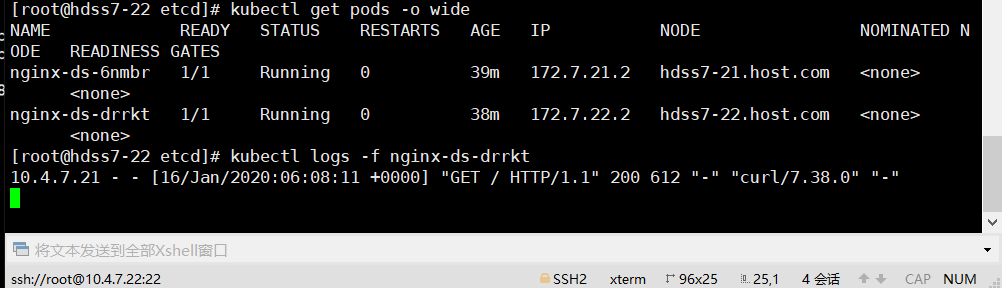 [root@hdss7-22 etcd]# kubectl get pods -o wide
NAME READY STATUS RESTARTS AGE IP NODE NOMINATED N
ODE READINESS GATES
nginx-ds-6nmbr 1/1 Running 0 39m 172.7.21.2 hdss7-21.host.com <none>
<none>
nginx-ds-drrkt 1/1 Running 0 38m 172.7.22.2 hdss7-22.host.com <none>
<none>
[root@hdss7-22 etcd]# kubectl logs -f nginx-ds-drrkt
10.4.7.21 - - [16/Jan/2020:06:08:11 +0000] "GET / HTTP/1.1" 200 612 "-" "curl/7.38.0" "-"
将文本发送到全部Xshell窗口
ssh://root@10.4.7.22:22 SSH2 xterm 96x25 25,1 4 会话 CAP NUM